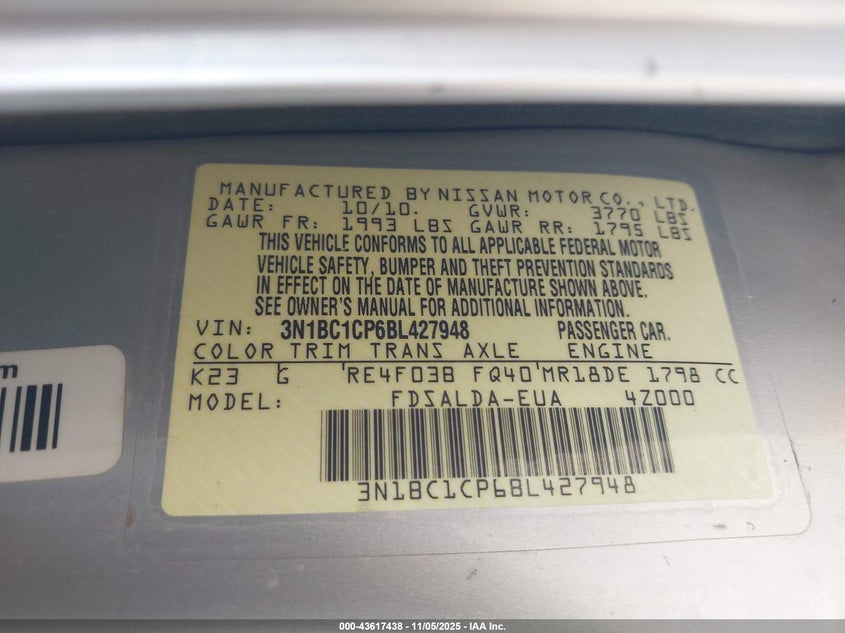 MANUFACTURED BY NISSAN MOTOR CO., LTD.
DATE: 10/10. GVWR: 3770 LBS
GAWR FR: 1993 LBS GAWR RR: 1795 LBS
THIS VEHICLE CONFORMS TO ALL APPLICABLE FEDERAL MOTOR
VEHICLE SAFETY, BUMPER AND THEFT PREVENTION STANDARDS
IN EFFECT ON THE DATE OF MANUFACTURE SHOWN ABOVE.
SEE OWNER'S MANUAL FOR ADDITIONAL INFORMATION.
VIN: 3N1BC1CP6BL427948 PASSENGER CAR.
COLOR TRIM TRANS AXLE ENGINE
K23 G RE4F03B FQ40 MR18DE 1798 CC
MODEL: FDSALDA-EUA 4Z000
3N1BC1CP6BL427948
m
000-43617438 - 11/05/2025 - IAA Inc.